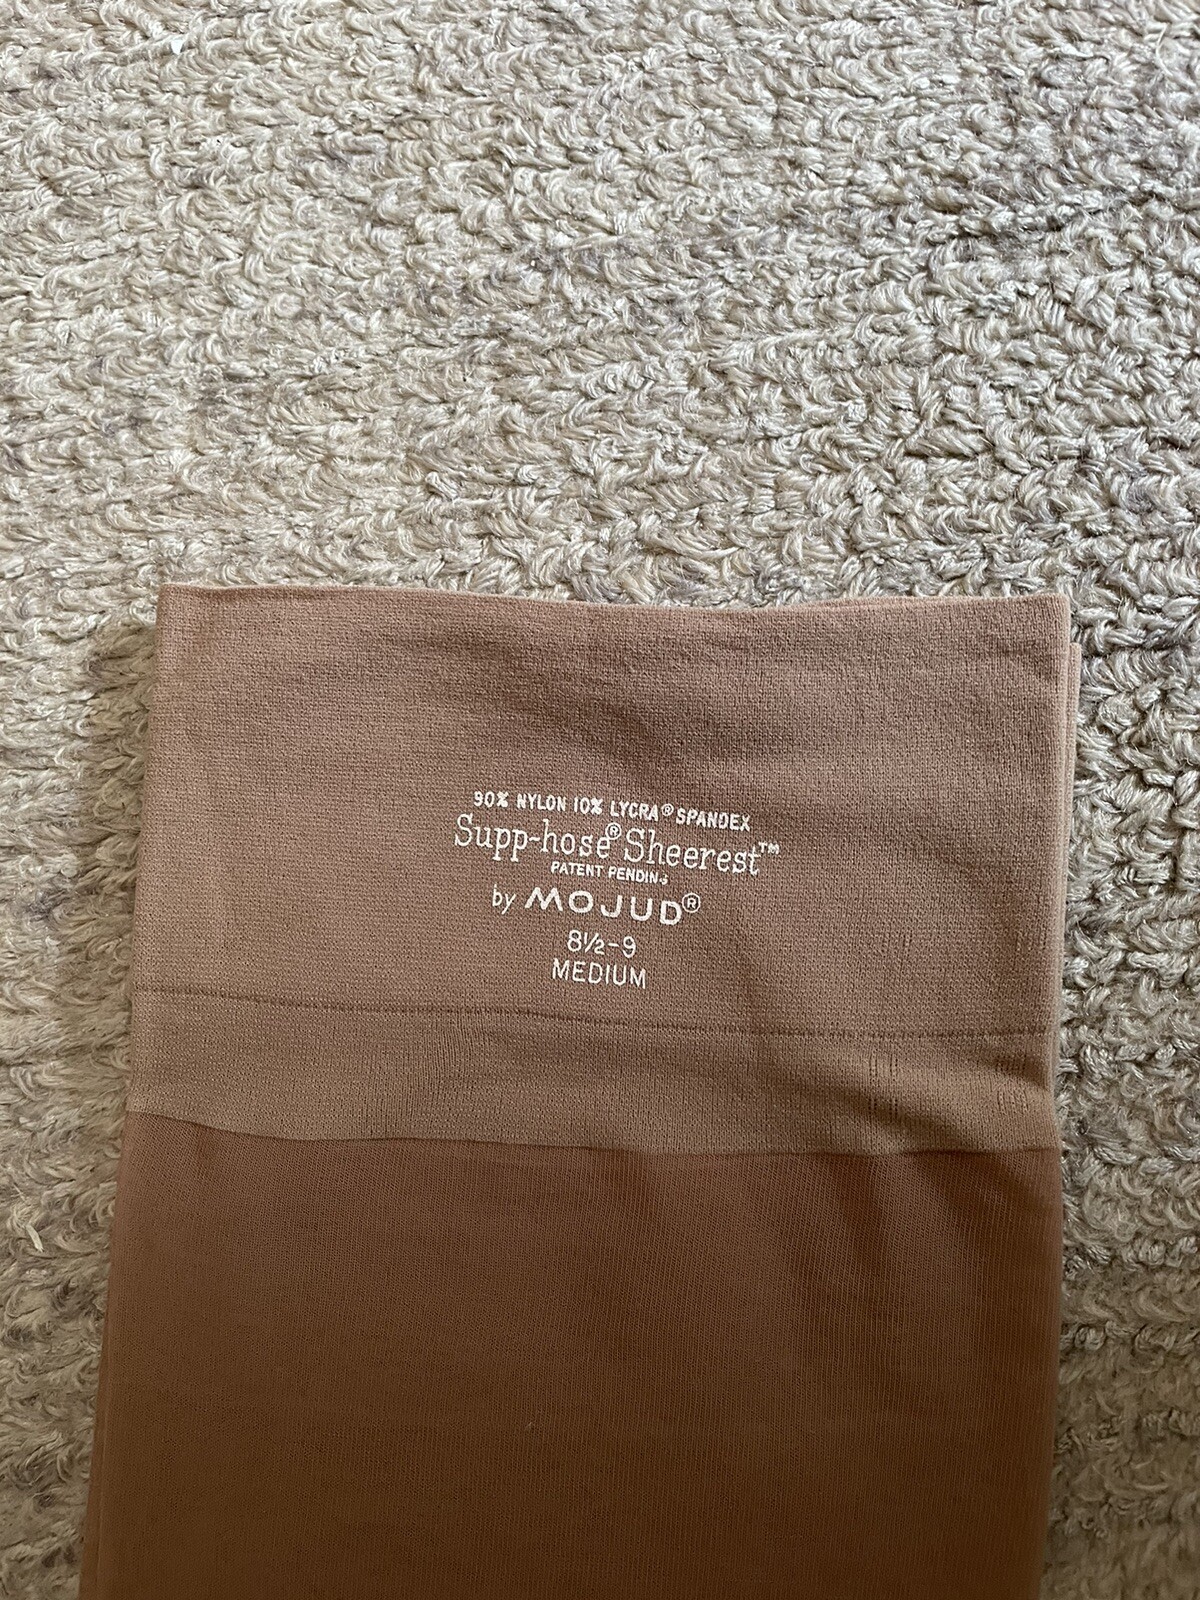 90% NYLON 10% LYCRA® SPANDEX
Supp-hose® Sheerest™
PATENT PENDING
by MOJUD®
8½-9
MEDIUM